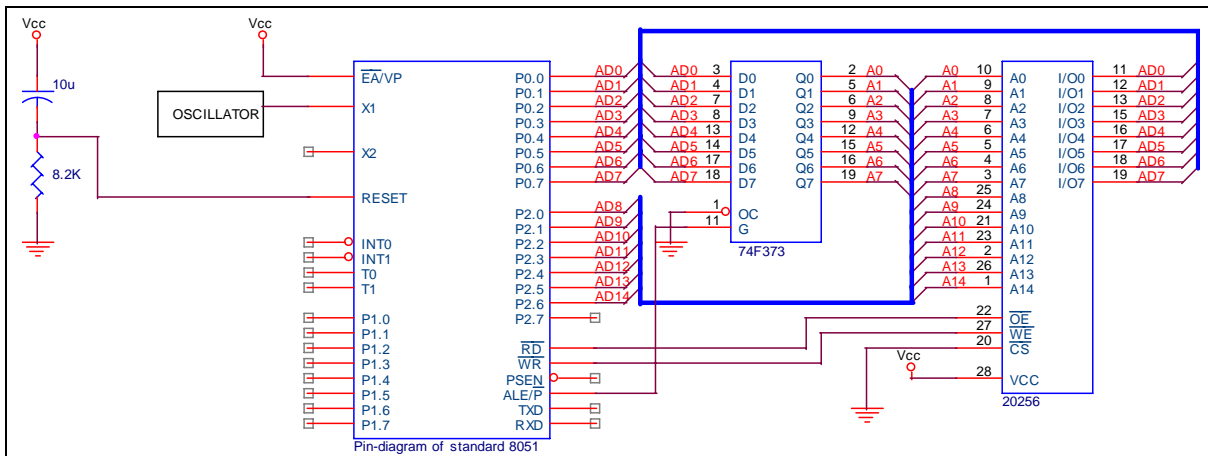 Vcc
10u
8.2K
Vcc
OSCILLATOR
EA/VP
X1
X2
RESET
INT0
INT1
T0
T1
P1.0
P1.1
P1.2
P1.3
P1.4
P1.5
P1.6
P1.7
P0.0
P0.1
P0.2
P0.3
P0.4
P0.5
P0.6
P0.7
P2.0
P2.1
P2.2
P2.3
P2.4
P2.5
P2.6
P2.7
RD
WR
PSEN
ALE/P
TXD
RXD
Pin-diagram of standard 8051
AD0
AD1
AD2
AD3
AD4
AD5
AD6
AD7
AD8
AD9
AD10
AD11
AD12
AD13
AD14
AD0 3 D0
AD1 4 D1
AD2 7 D2
AD3 8 D3
AD4 13 D4
AD5 14 D5
AD6 17 D6
AD7 18 D7
1 OC
11 G
Q0 2 A0
Q1 5 A1
Q2 6 A2
Q3 9 A3
Q4 12 A4
Q5 15 A5
Q6 16 A6
Q7 19 A7
74F373
A0 10 A0
A1 9 A1
A2 8 A2
A3 7 A3
A4 6 A4
A5 5 A5
A6 4 A6
A7 3 A7
A8 25 A8
A9 24 A9
A10 21 A10
A11 23 A11
A12 2 A12
A13 26 A13
A14 1 A14
22 OE
27 WE
20 CS
Vcc
28 VCC
I/O0 11 AD0
I/O1 12 AD1
I/O2 13 AD2
I/O3 15 AD3
I/O4 16 AD4
I/O5 17 AD5
I/O6 18 AD6
I/O7 19 AD7
20256